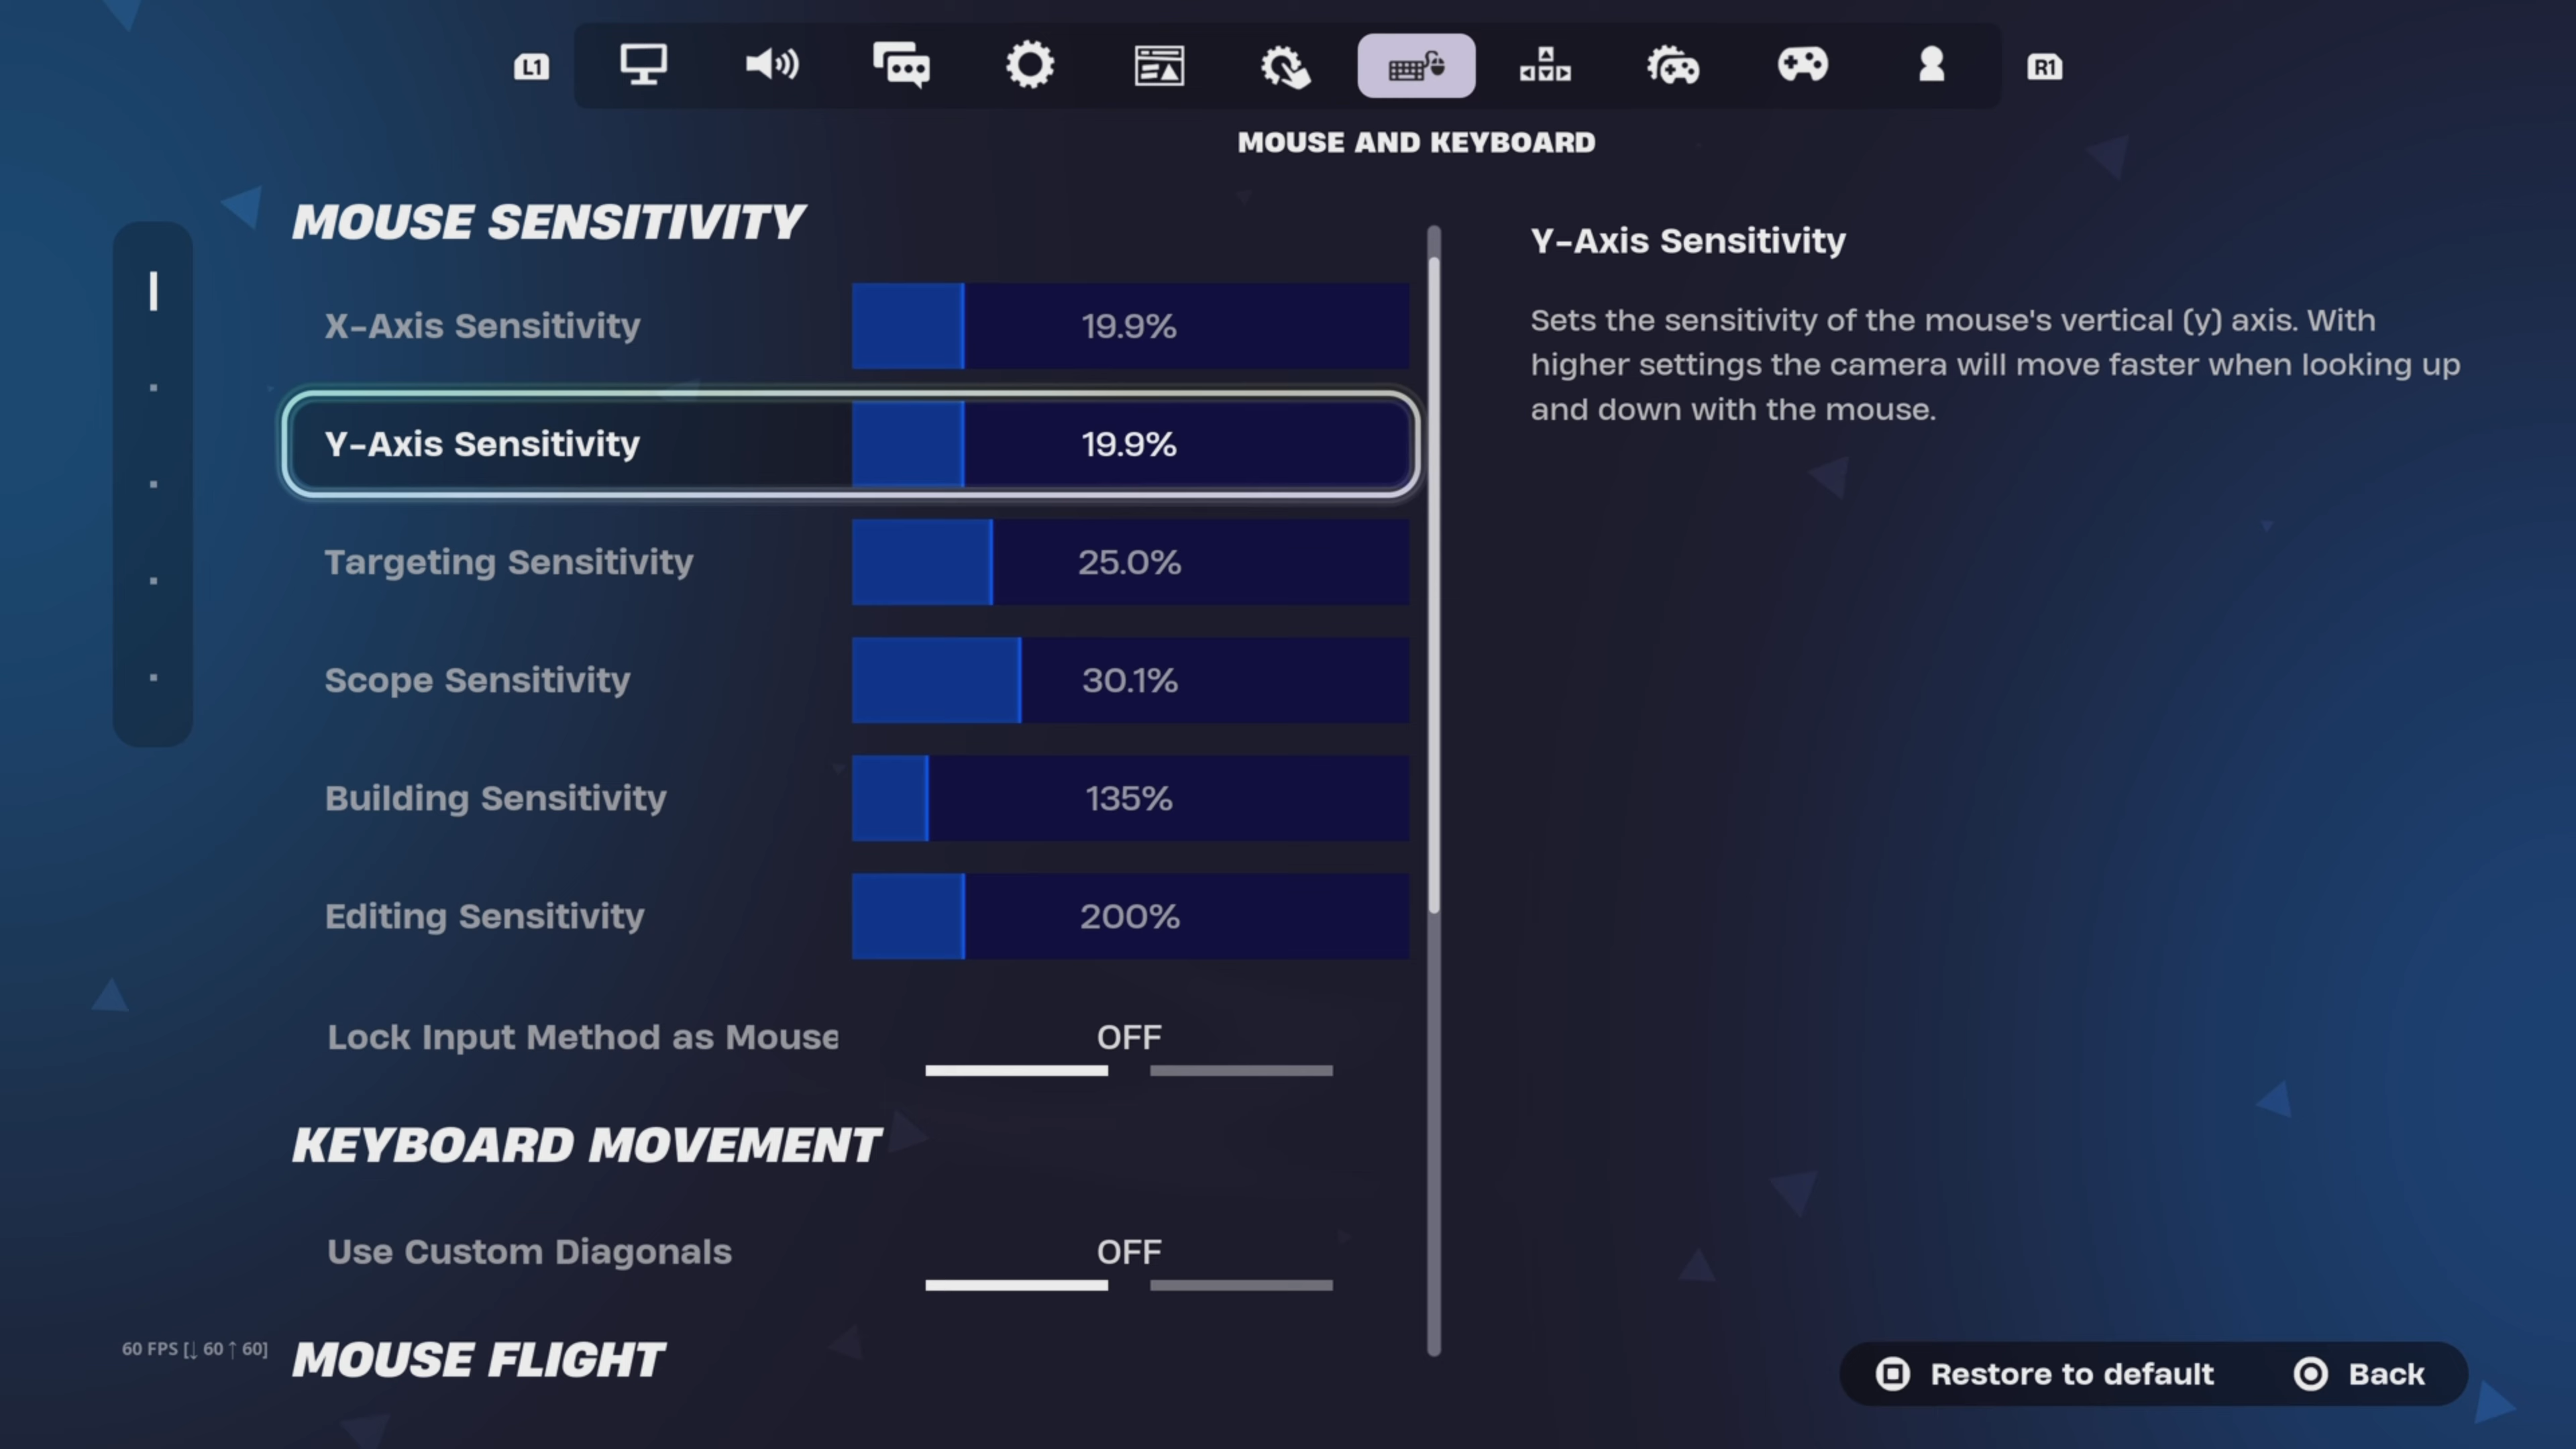 L1
R1
MOUSE AND KEYBOARD
MOUSE SENSITIVITY
X-Axis Sensitivity 19.9%
Y-Axis Sensitivity 19.9%
Targeting Sensitivity 25.0%
Scope Sensitivity 30.1%
Building Sensitivity 135%
Editing Sensitivity 200%
Lock Input Method as Mouse OFF
KEYBOARD MOVEMENT
Use Custom Diagonals OFF
MOUSE FLIGHT
Y-Axis Sensitivity
Sets the sensitivity of the mouse's vertical (y) axis. With
higher settings the camera will move faster when looking up
and down with the mouse.
60 FPS [↓ 60 ↑ 60]
Restore to default Back